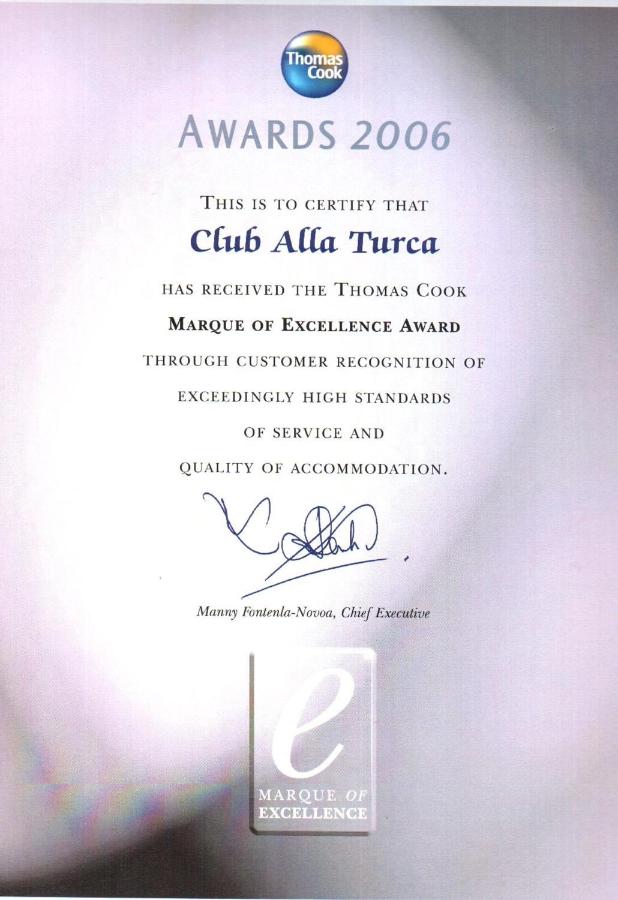 Thomas
Cook
AWARDS 2006
THIS IS TO CERTIFY THAT
Club Alla Turca
HAS RECEIVED THE THOMAS COOK
MARQUE OF EXCELLENCE AWARD
THROUGH CUSTOMER RECOGNITION OF
EXCEEDINGLY HIGH STANDARDS
OF SERVICE AND
QUALITY OF ACCOMMODATION.
Manny Fontenla-Novoa, Chief Executive
e
MARQUE OF
EXCELLENCE